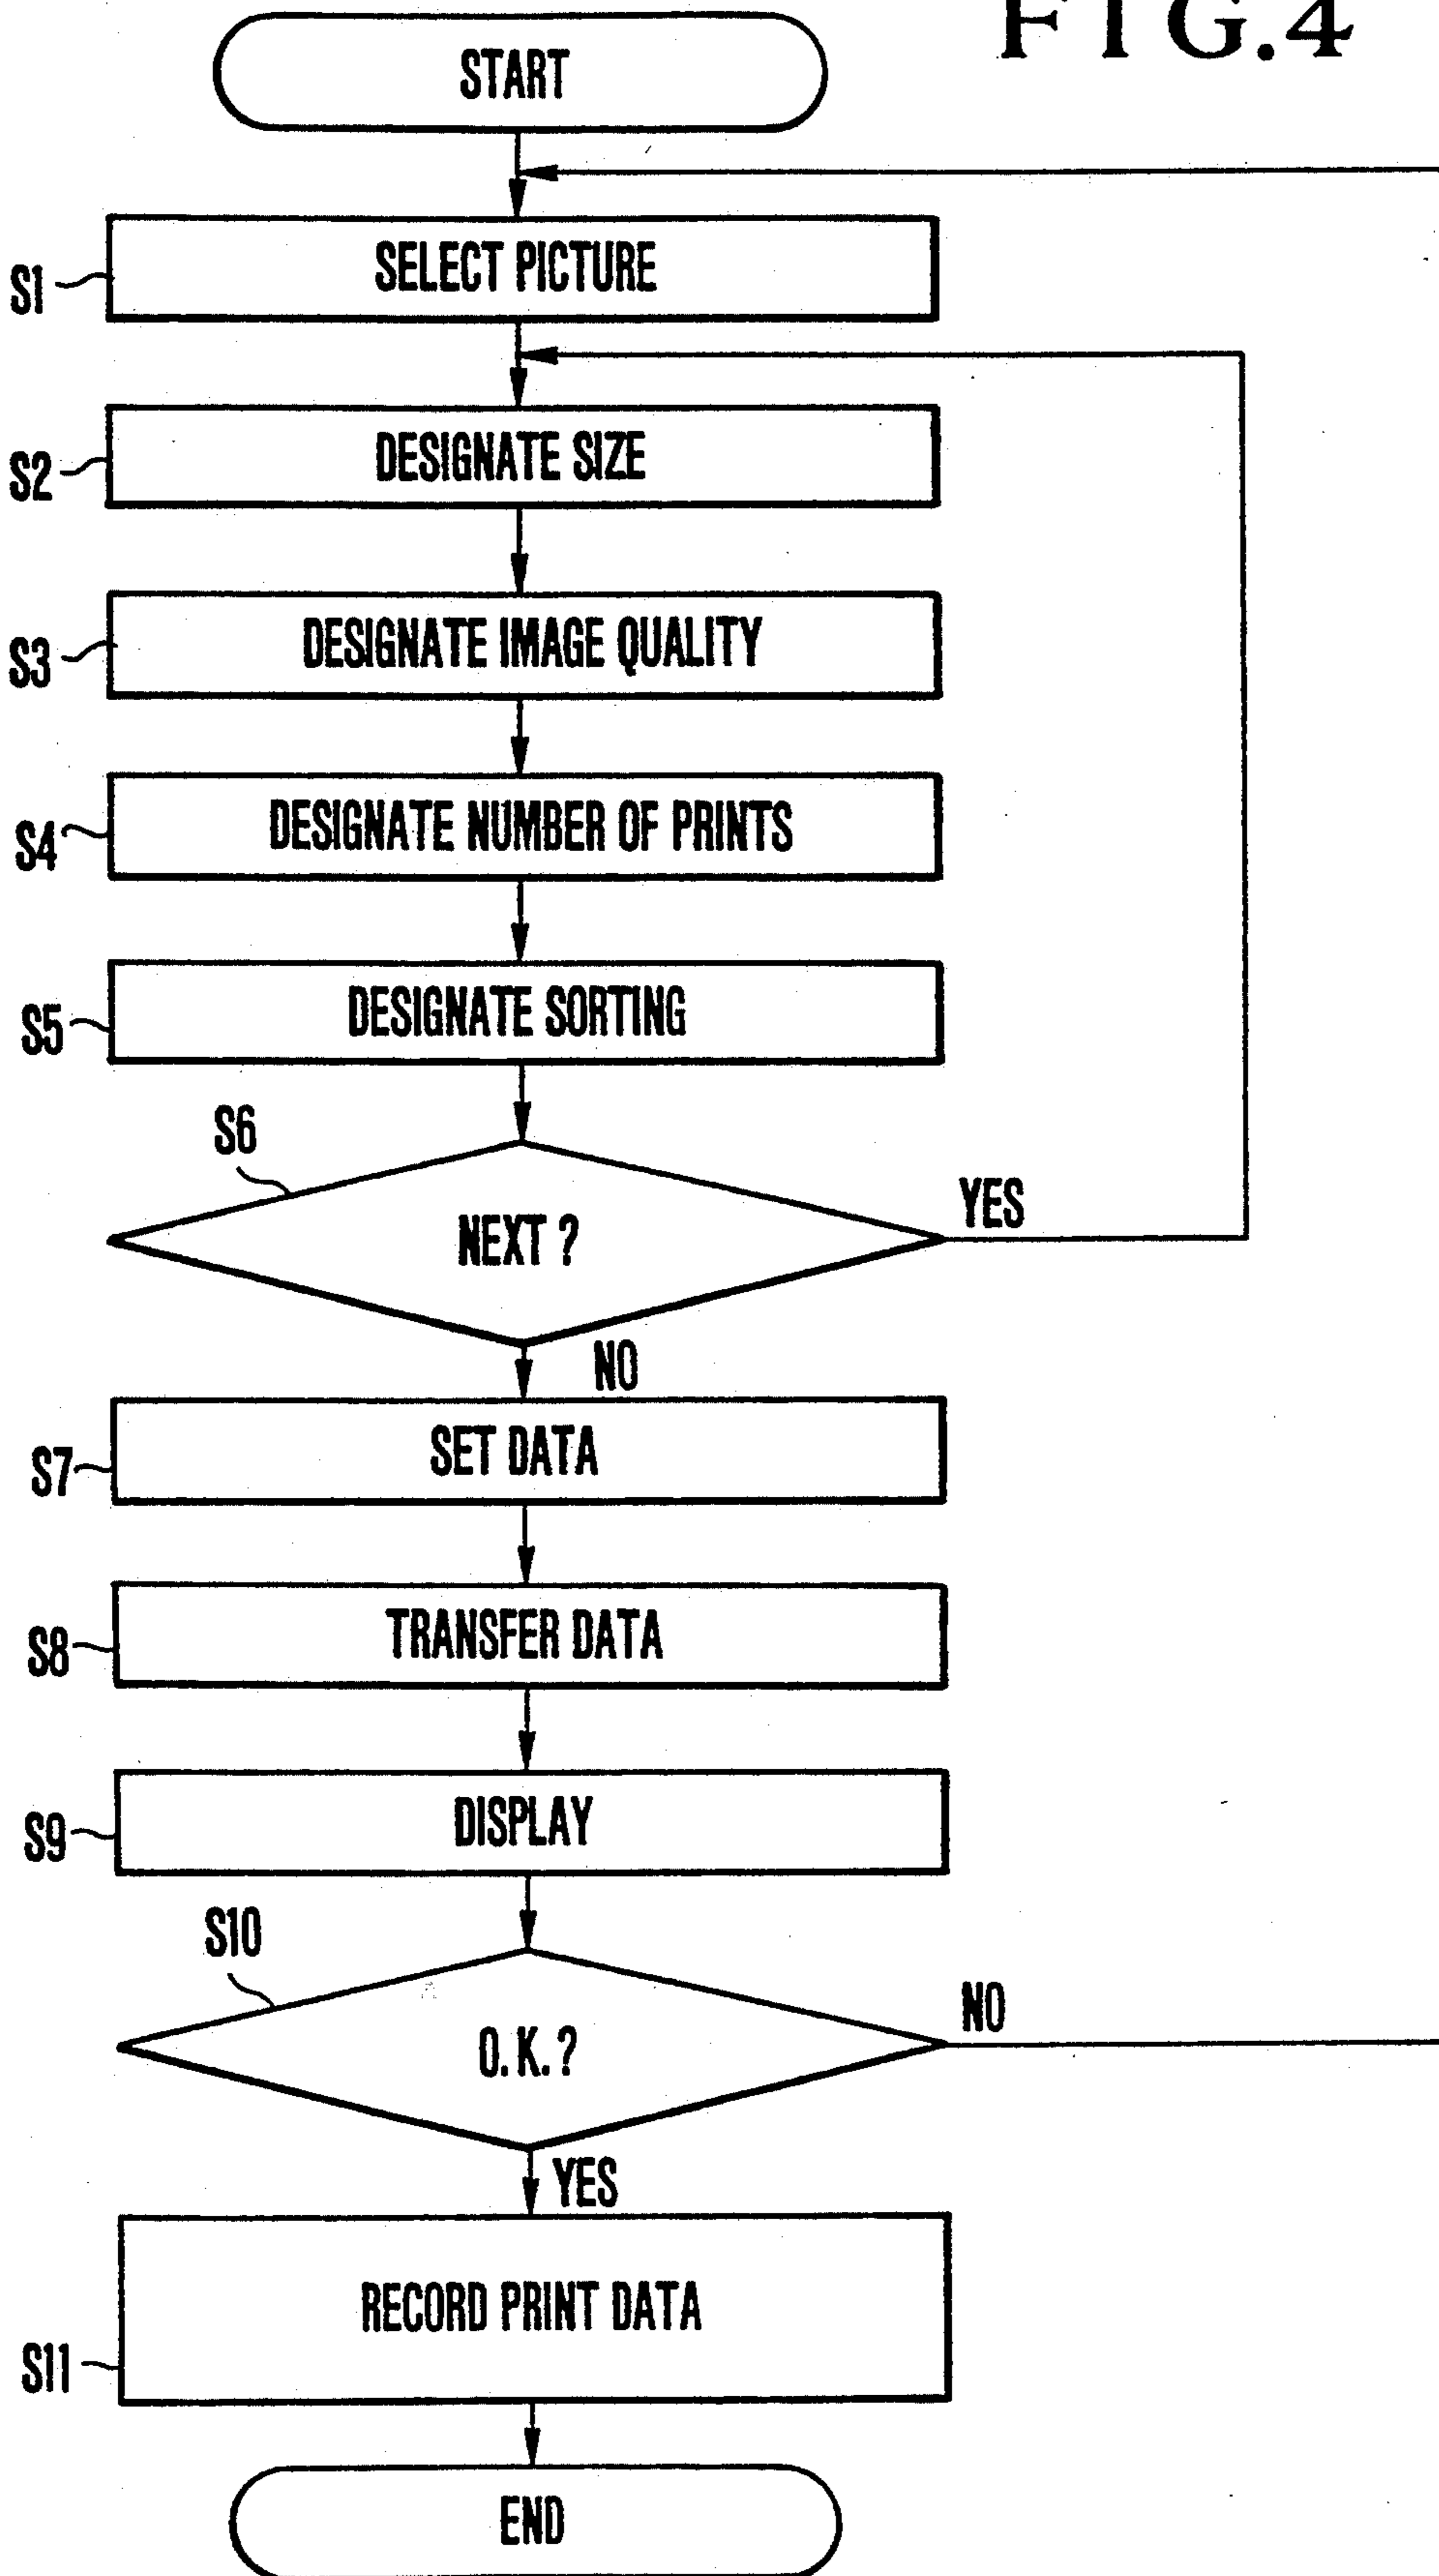 FIG.4
START
S1
SELECT PICTURE
S2
DESIGNATE SIZE
S3
DESIGNATE IMAGE QUALITY
S4
DESIGNATE NUMBER OF PRINTS
S5
DESIGNATE SORTING
S6
NEXT ?
YES
NO
S7
SET DATA
S8
TRANSFER DATA
S9
DISPLAY
S10
O.K.?
NO
YES
S11
RECORD PRINT DATA
END